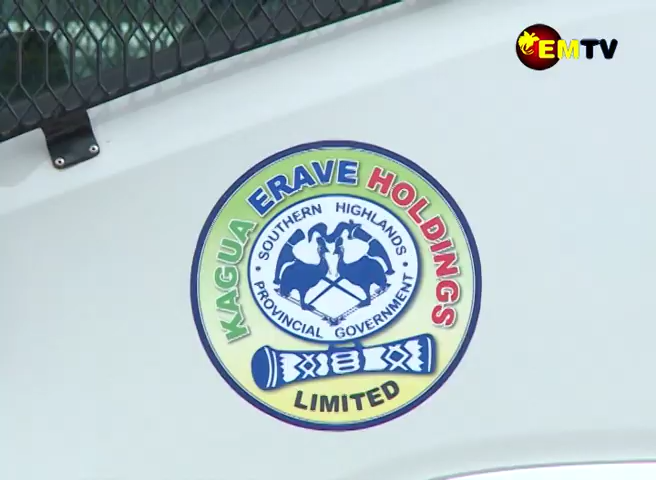 EMTV
KAGUA ERAVE HOLDINGS
SOUTHERN HIGHLANDS
PROVINCIAL GOVERNMENT
LIMITED